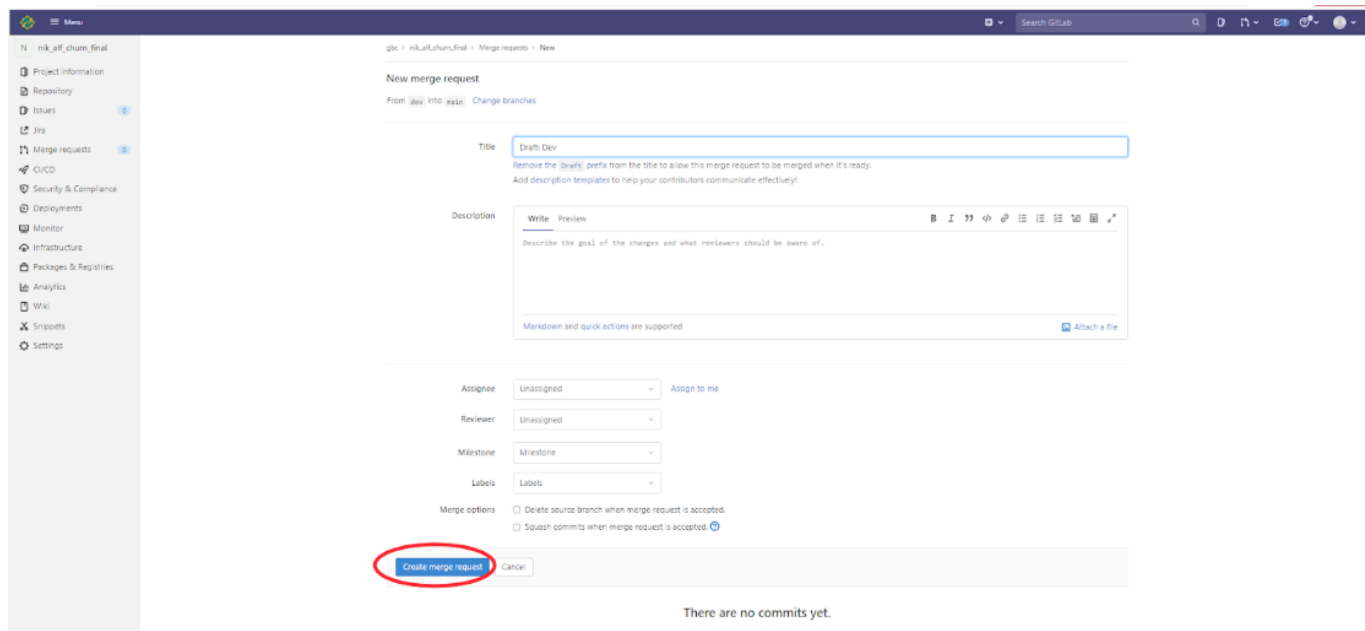 Menu
Search GitLab
N nik_alf_churn_final
Project information
Repository
Issues 0
Jira
Merge requests 0
CI/CD
Security & Compliance
Deployments
Monitor
Infrastructure
Packages & Registries
Analytics
Wiki
Snippets
Settings
gbc > nik_alf_churn_final > Merge requests > New
New merge request
From dev into main Change branches
Title Draft: Dev
Remove the Draft prefix from the title to allow this merge request to be merged when it's ready.
Add description templates to help your contributors communicate effectively!
Description Write Preview
Describe the goal of the changes and what reviewers should be aware of.
Markdown and quick actions are supported Attach a file
Assignee Unassigned Assign to me
Reviewer Unassigned
Milestone Milestone
Labels Labels
Merge options Delete source branch when merge request is accepted.
Squash commits when merge request is accepted.
Create merge request Cancel
There are no commits yet.